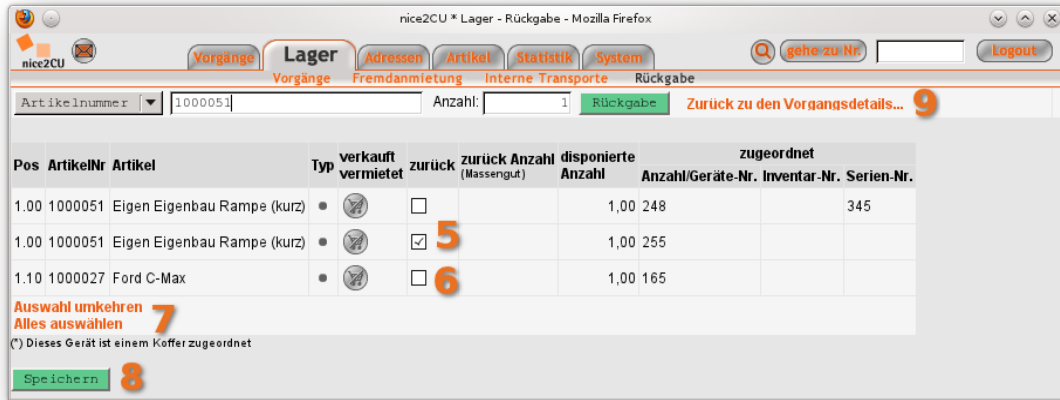 nice2CU * Lager - Rückgabe - Mozilla Firefox
nice2CU Vorgänge Lager Adressen Artikel Statistik System gehe zu Nr. Logout
Vorgänge Fremdanmietung Interne Transporte Rückgabe
Artikelnummer 1000051 Anzahl: 1 Rückgabe Zurück zu den Vorgangsdetails... 9
Pos ArtikelNr Artikel Typ verkauft vermietet zurück zurück Anzahl (Massengut) disponierte Anzahl zugeordnet
Anzahl/Geräte-Nr. Inventar-Nr. Serien-Nr.
1.00 1000051 Eigen Eigenbau Rampe (kurz) 1,00 248 345
1.00 1000051 Eigen Eigenbau Rampe (kurz) 5 1,00 255
1.10 1000027 Ford C-Max 6 1,00 165
Auswahl umkehren
Alles auswählen 7
(*) Dieses Gerät ist einem Koffer zugeordnet
Speichern 8